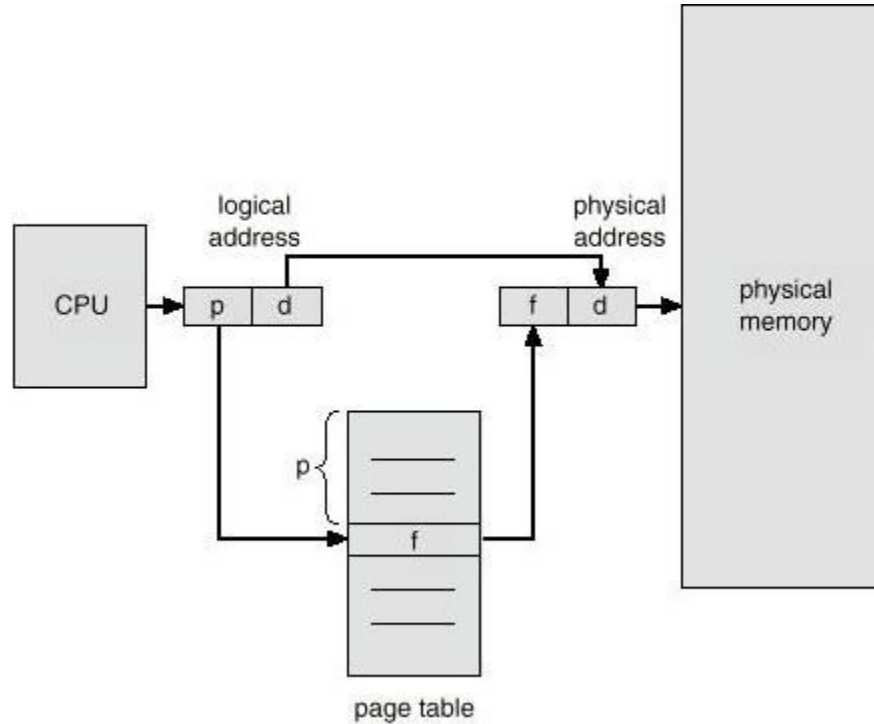 logical
address
physical
address
CPU
p
d
f
d
physical
memory
p
f
page table